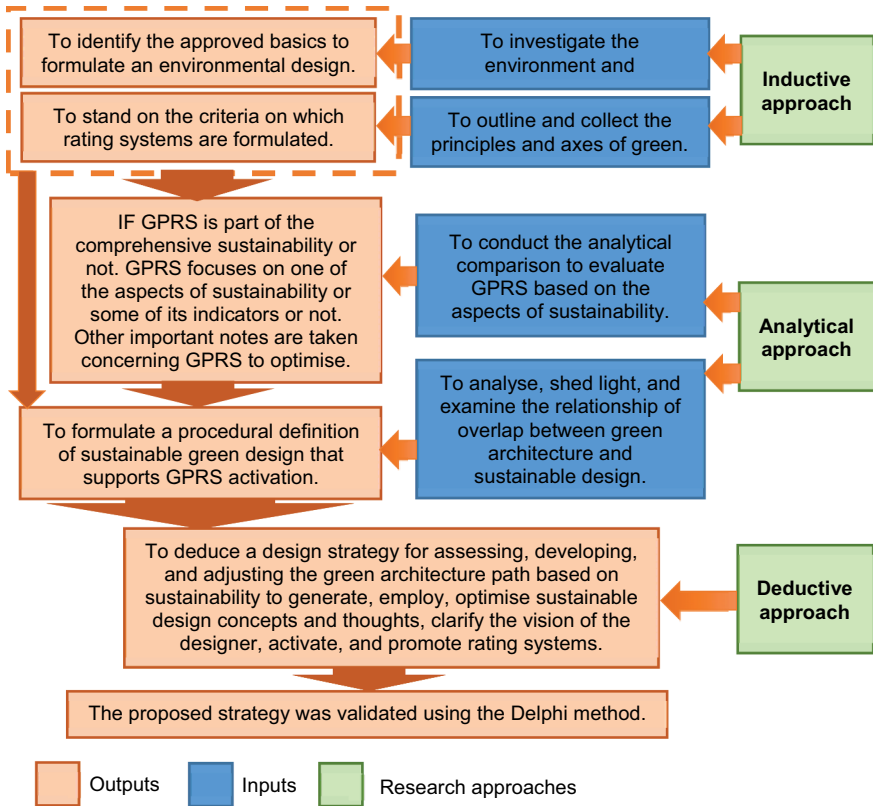 To identify the approved basics to
formulate an environmental design.
To investigate the
environment and
Inductive
approach
To stand on the criteria on which
rating systems are formulated.
To outline and collect the
principles and axes of green.
IF GPRS is part of the
comprehensive sustainability or
not. GPRS focuses on one of
the aspects of sustainability or
some of its indicators or not.
Other important notes are taken
concerning GPRS to optimise.
To conduct the analytical
comparison to evaluate
GPRS based on the
aspects of sustainability.
Analytical
approach
To analyse, shed light, and
examine the relationship of
overlap between green
architecture and
sustainable design.
To formulate a procedural definition
of sustainable green design that
supports GPRS activation.
To deduce a design strategy for assessing, developing,
and adjusting the green architecture path based on
sustainability to generate, employ, optimise sustainable
design concepts and thoughts, clarify the vision of the
designer, activate, and promote rating systems.
Deductive
approach
The proposed strategy was validated using the Delphi method.
Outputs
Inputs
Research approaches